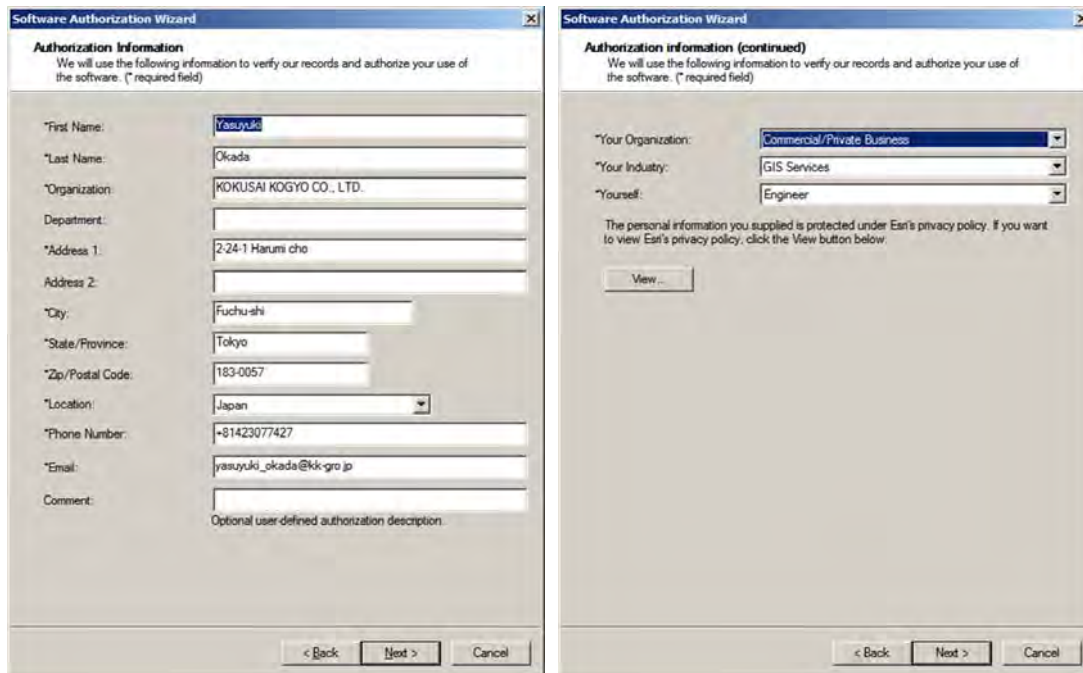 Software Authorization Wizard
Authorization Information
We will use the following information to verify our records and authorize your use of
the software. (* required field)
*First Name: Yasuyuki
*Last Name: Okada
*Organization: KOKUSAI KOGYO CO., LTD.
Department:
*Address 1: 2-24-1 Harumi cho
Address 2:
*City: Fuchu-shi
*State/Province: Tokyo
*Zip/Postal Code: 183-0057
*Location: Japan
*Phone Number: +81423077427
*Email: yasuyuki_okada@kk-gro.jp
Comment:
Optional user-defined authorization description.
< Back Next > Cancel
Software Authorization Wizard
Authorization information (continued)
We will use the following information to verify our records and authorize your use of
the software. (* required field)
*Your Organization: Commercial/Private Business
*Your Industry: GIS Services
*Yourself: Engineer
The personal information you supplied is protected under Esri's privacy policy. If you want
to view Esri's privacy policy, click the View button below.
View...
< Back Next > Cancel